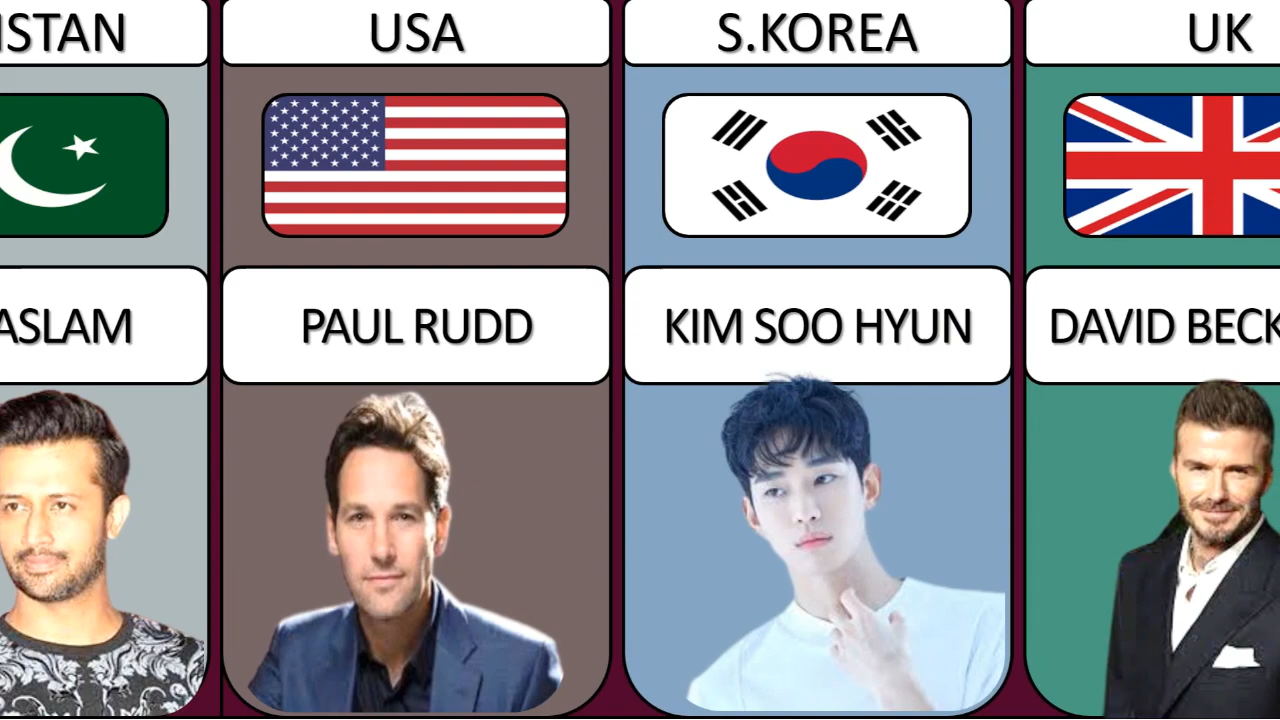 ISTAN
USA
S.KOREA
UK
ASLAM
PAUL RUDD
KIM SOO HYUN
DAVID BECK